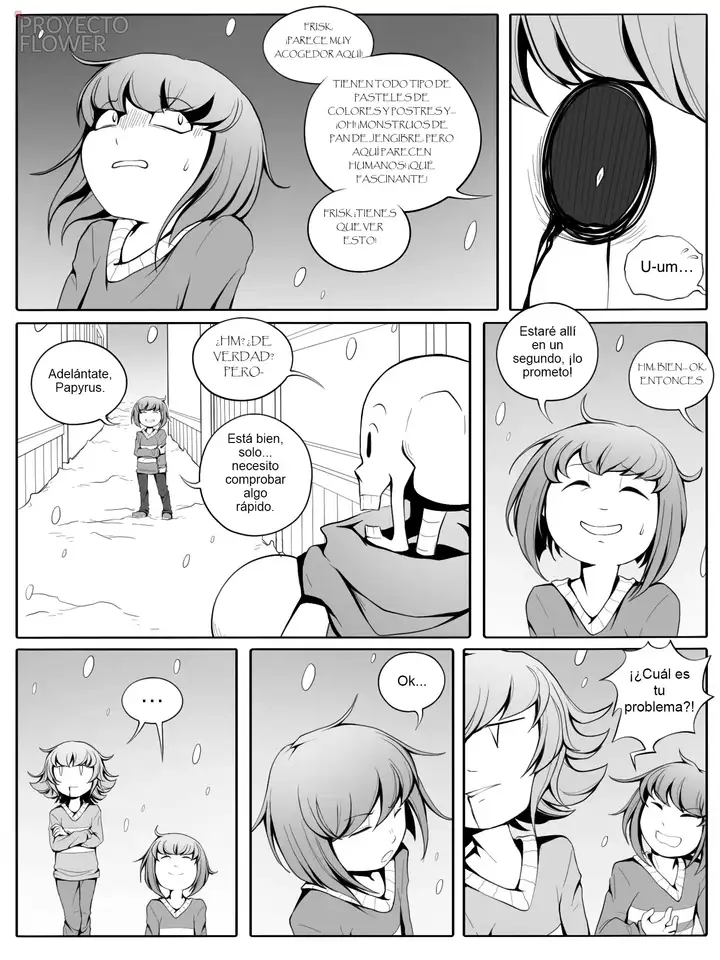 PROYECTO
FLOWER
FRISK,
¡PARECE MUY
ACOGEDOR AQUÍ!
TIENEN TODO TIPO DE
PASTELES DE
COLORES Y POSTRES Y...
¡OH! ¡MONSTRUOS DE
PAN DE JENGIBRE, PERO
AQUÍ PARECEN
HUMANOS! ¡QUÉ
FASCINANTE!
FRISK ¡TIENES
QUE VER
ESTO!
U-um...
Adelántate,
Papyrus.
¿HM? ¿DE
VERDAD?
PERO-
Está bien,
solo...
necesito
comprobar
algo
rápido.
Estaré allí
en un
segundo, ¡lo
prometo!
HM, BIEN... OK,
ENTONCES.
...
Ok...
¡¿Cuál es
tu
problema?!